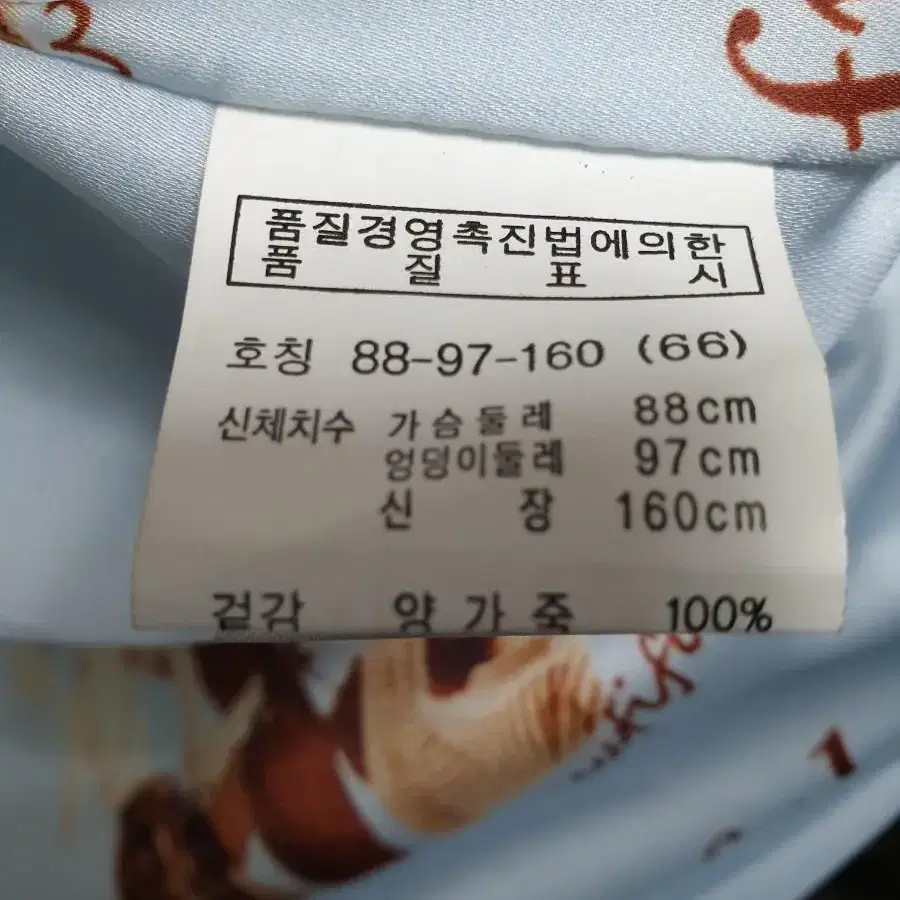 품질경영촉진법에의한
품 질 표 시
호칭 88-97-160 (66)
신체치수 가슴둘레 88cm
엉덩이둘레 97cm
신 장 160cm
겉감 양가죽 100%